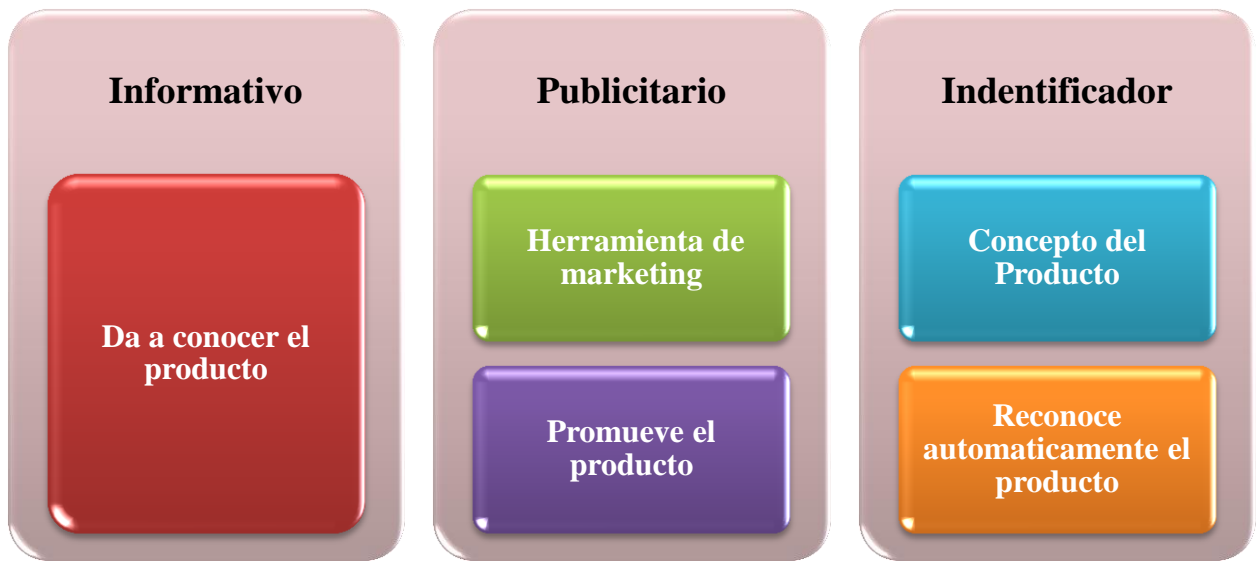 Informativo
Da a conocer el
producto
Publicitario
Herramienta de
marketing
Promueve el
producto
Indentificador
Concepto del
Producto
Reconoce
automaticamente el
producto